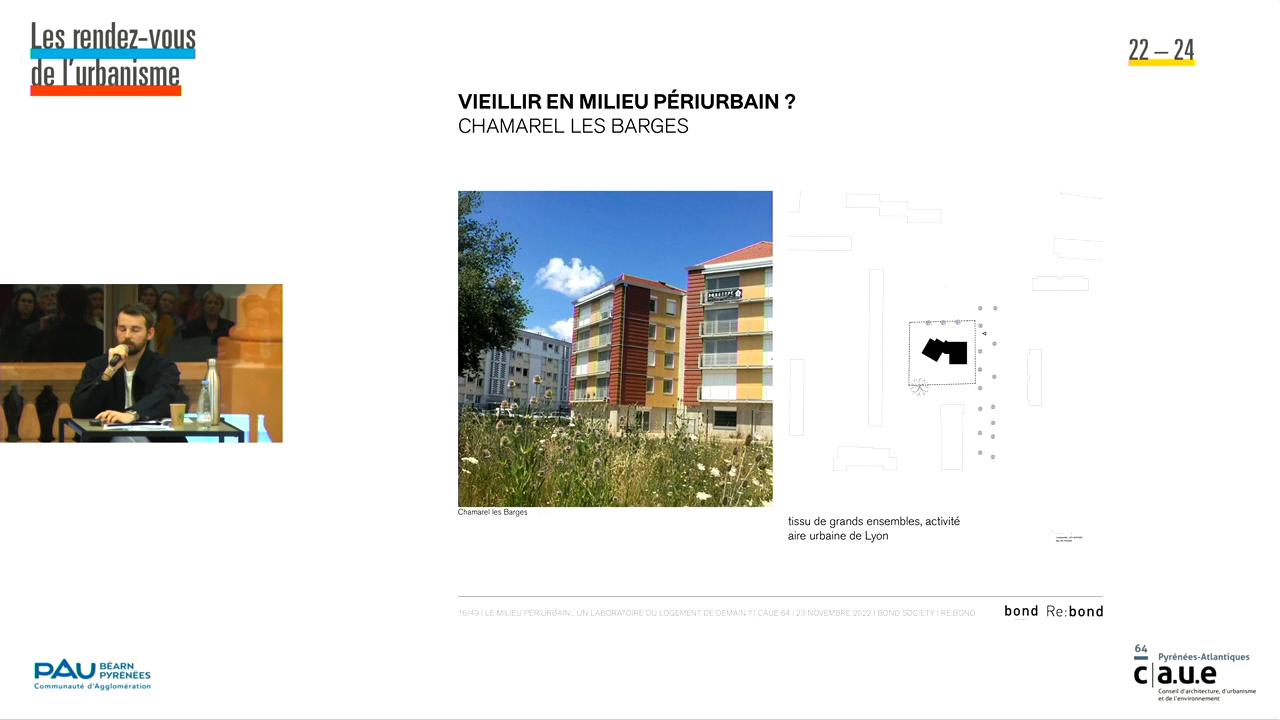 Les rendez-vous
de l'urbanisme
22 — 24
VIEILLIR EN MILIEU PÉRIURBAIN ?
CHAMAREL LES BARGES
Chamarel les Barges
tissu de grands ensembles, activité
aire urbaine de Lyon
16/49 I LE MILIEU PÉRIURBAIN... UN LABORATOIRE DU LOGEMENT DE DEMAIN ? I CAUE 64 I 23 NOVEMBRE 2022 I BOND SOCIETY I RE:BOND
bond Re:bond
PAU BÉARN
PYRÉNÉES
Communauté d'Agglomération
64
Pyrénées-Atlantiques
c|a.u.e
Conseil d'architecture, d'urbanisme
et de l'environnement